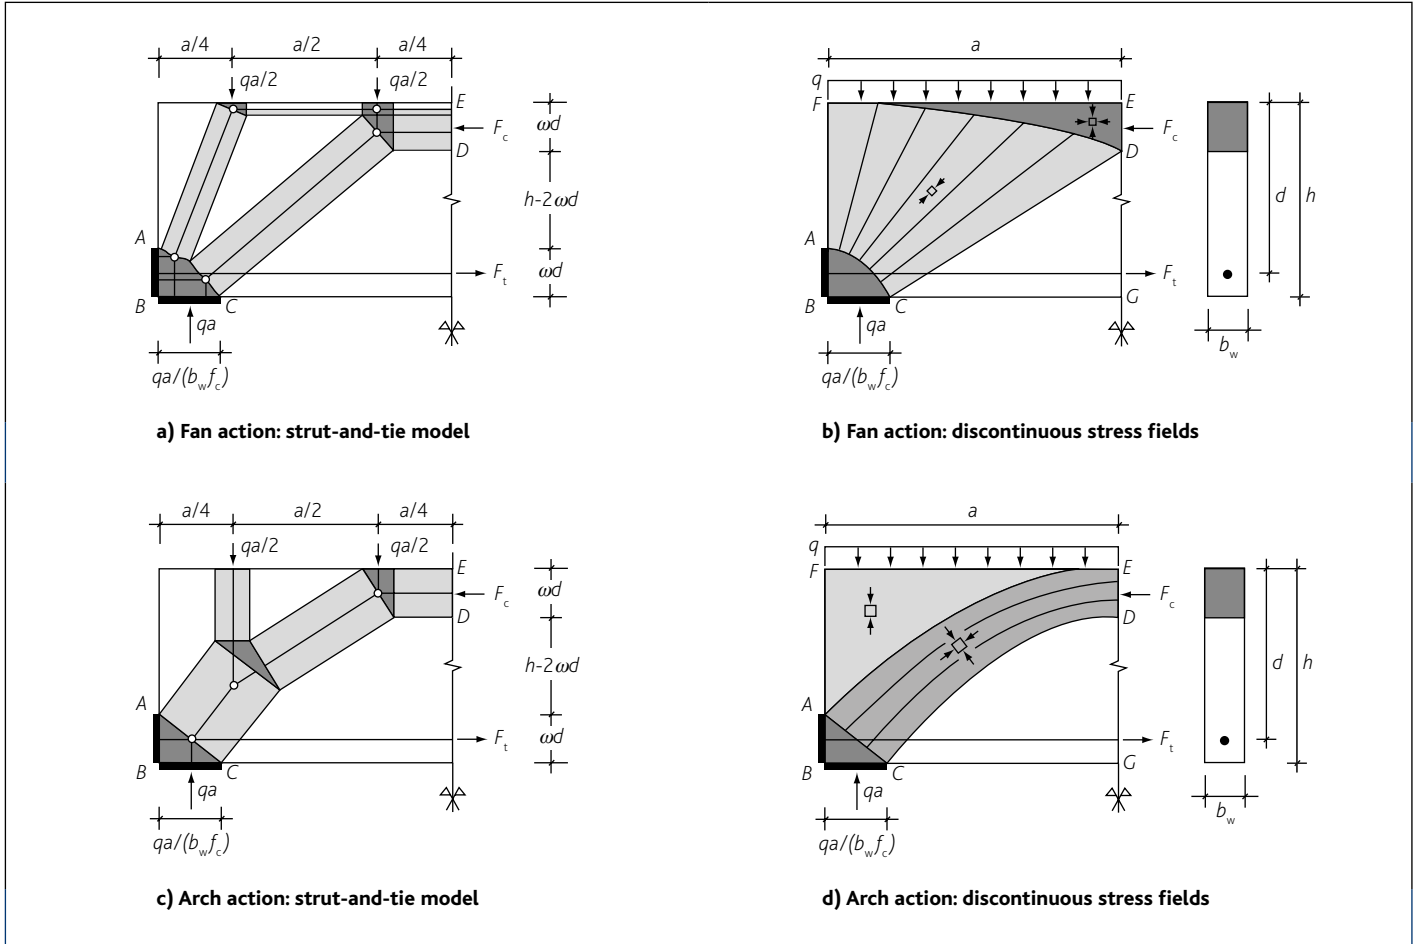 a/4 a/2 a/4
qa/2 qa/2
E
ωd
F_c
D
h-2ωd
A
F_t
ωd
B C
qa
qa/(b_w f_c)
a) Fan action: strut-and-tie model
a
q
F E
F_c
D
d h
A
F_t
B C G
qa
b_w
qa/(b_w f_c)
b) Fan action: discontinuous stress fields
a/4 a/2 a/4
qa/2 qa/2
E
ωd
F_c
D
h-2ωd
A
F_t
ωd
B C
qa
qa/(b_w f_c)
c) Arch action: strut-and-tie model
a
q
F E
F_c
D
d h
A
F_t
B C G
qa
b_w
qa/(b_w f_c)
d) Arch action: discontinuous stress fields